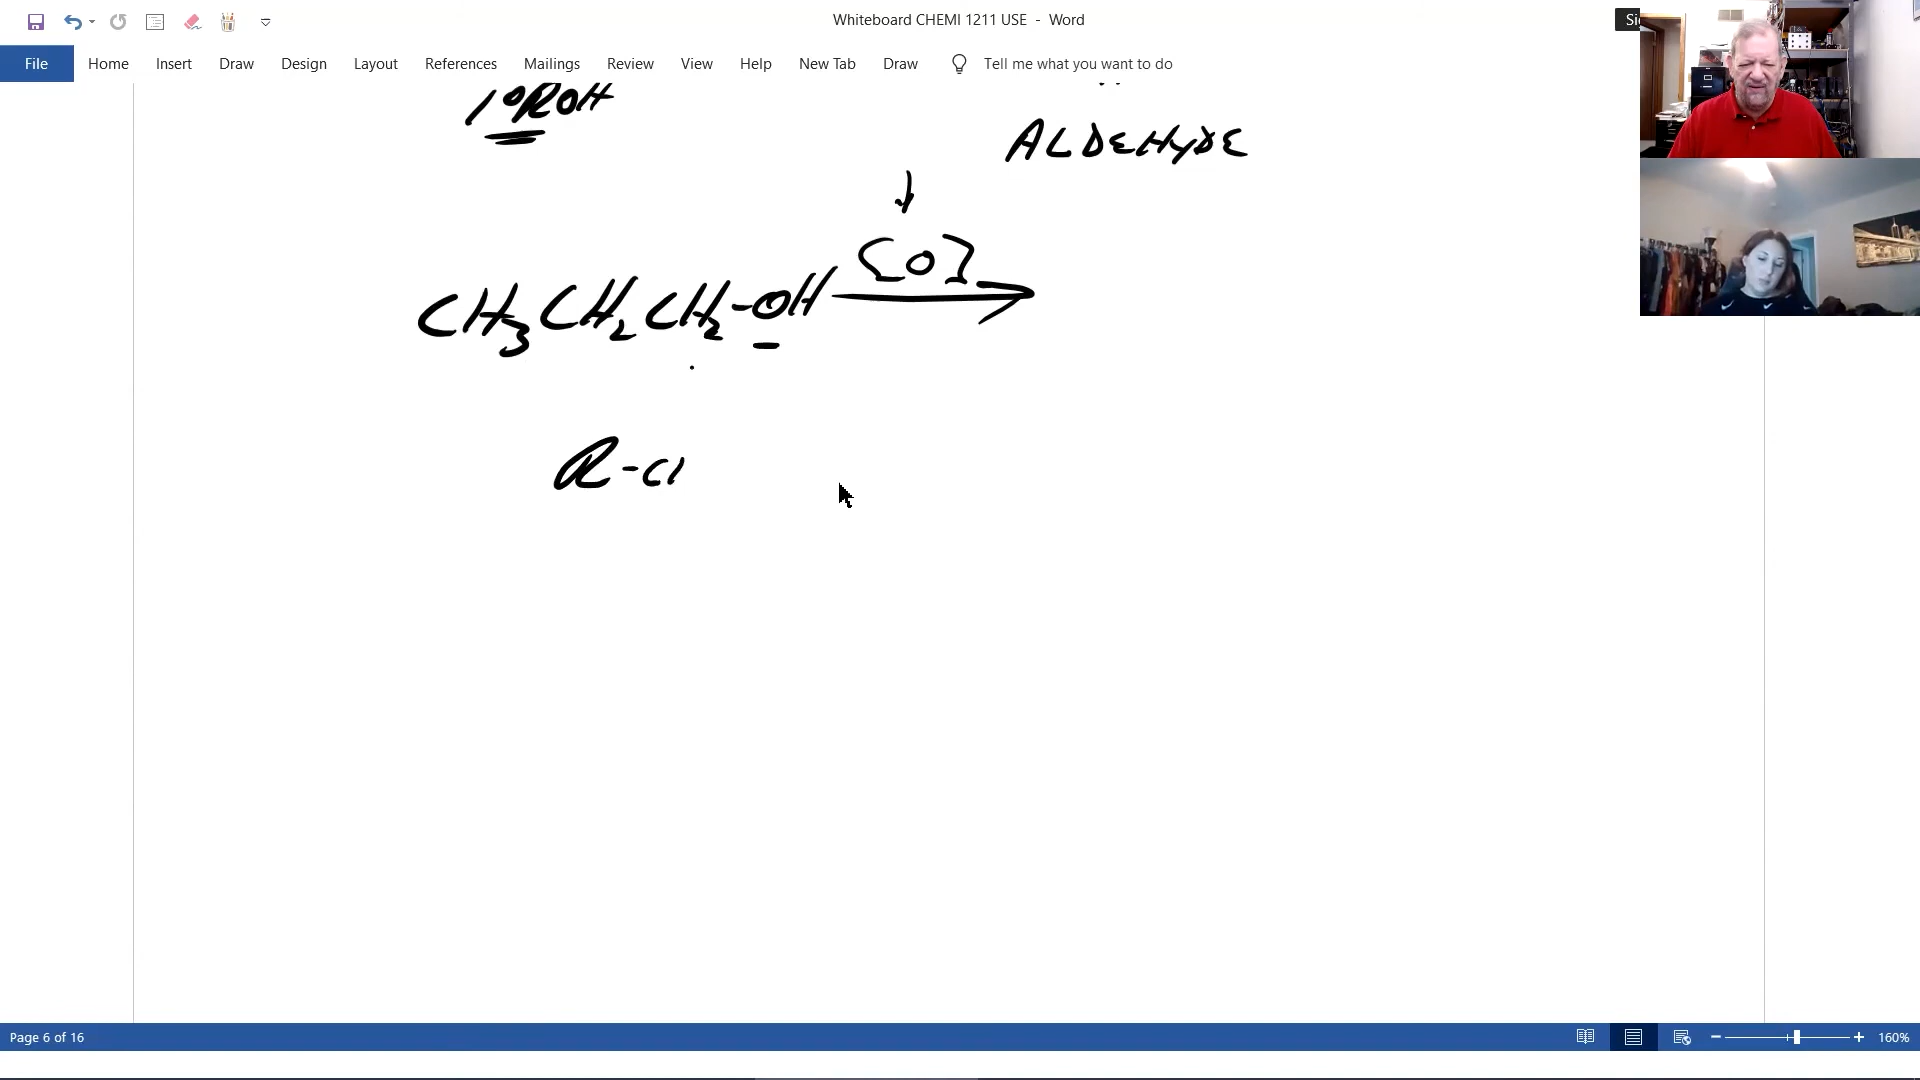 Whiteboard CHEMI 1211 USE - Word
Si
File Home Insert Draw Design Layout References Mailings Review View Help New Tab Draw Tell me what you want to do
1°ROH
ALDEHYDE
[O]
CH3CH2CH2-OH
R-Cl
Page 6 of 16
160%